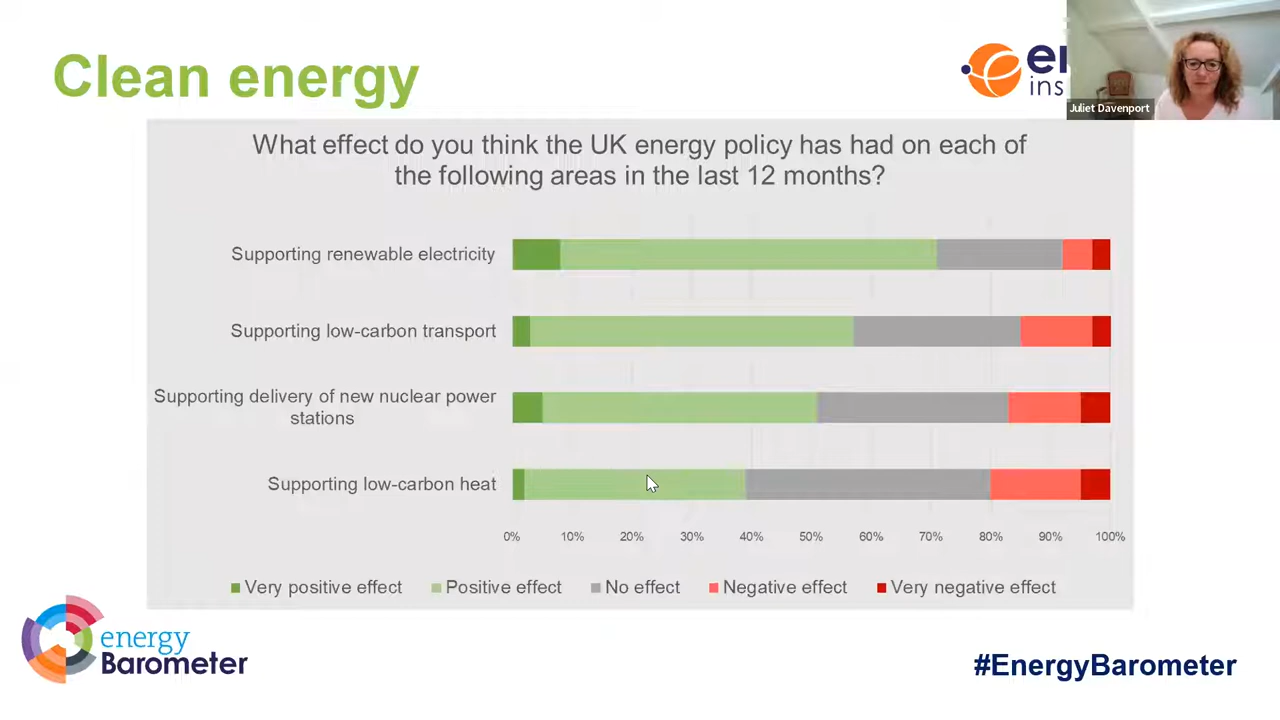 Clean energy
en
ins
Juliet Davenport
What effect do you think the UK energy policy has had on each of
the following areas in the last 12 months?
Supporting renewable electricity
Supporting low-carbon transport
Supporting delivery of new nuclear power
stations
Supporting low-carbon heat
0% 10% 20% 30% 40% 50% 60% 70% 80% 90% 100%
Very positive effect Positive effect No effect Negative effect Very negative effect
energy
Barometer
#EnergyBarometer